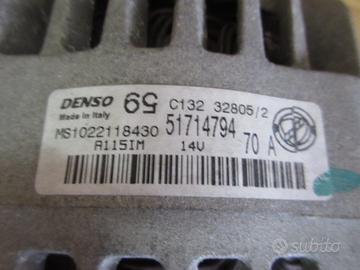 DENSO 59 C132 32805/2
Made in Italy
MS1022118430 51714794
A115IM 14V 70 A
subito